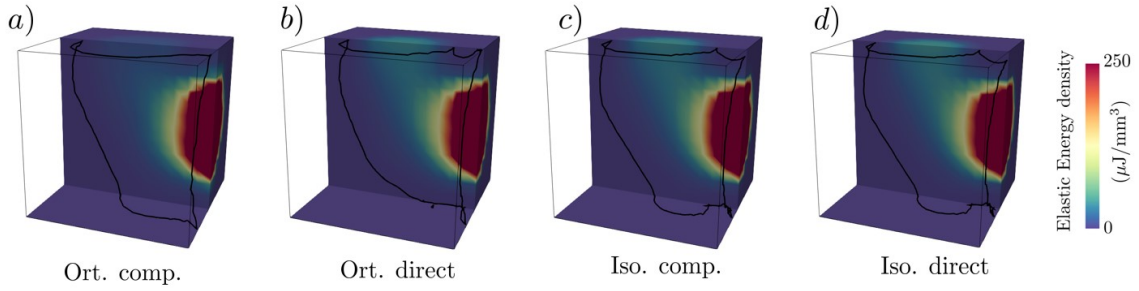 a)
b)
c)
d)
Ort. comp.
Ort. direct
Iso. comp.
Iso. direct
250
0
Elastic Energy density
(μJ/mm³)